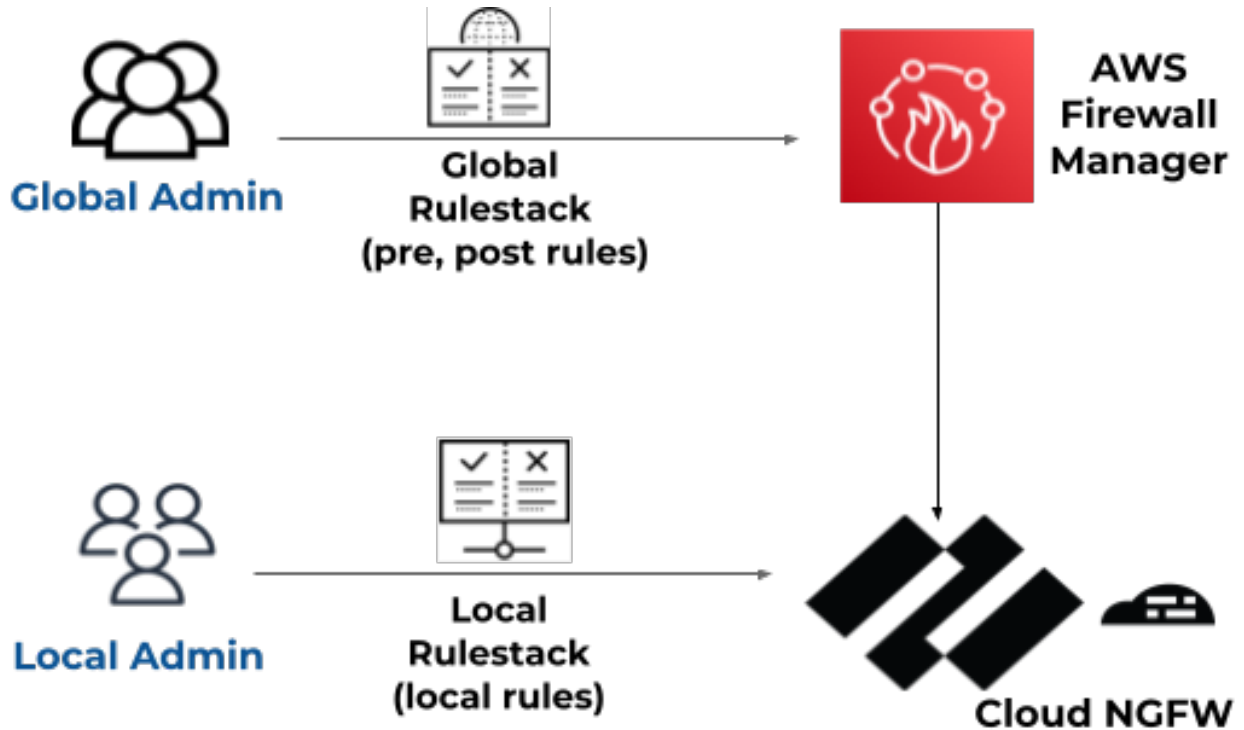 Global Admin
Global
Rulestack
(pre, post rules)
AWS
Firewall
Manager
Local Admin
Local
Rulestack
(local rules)
Cloud NGFW